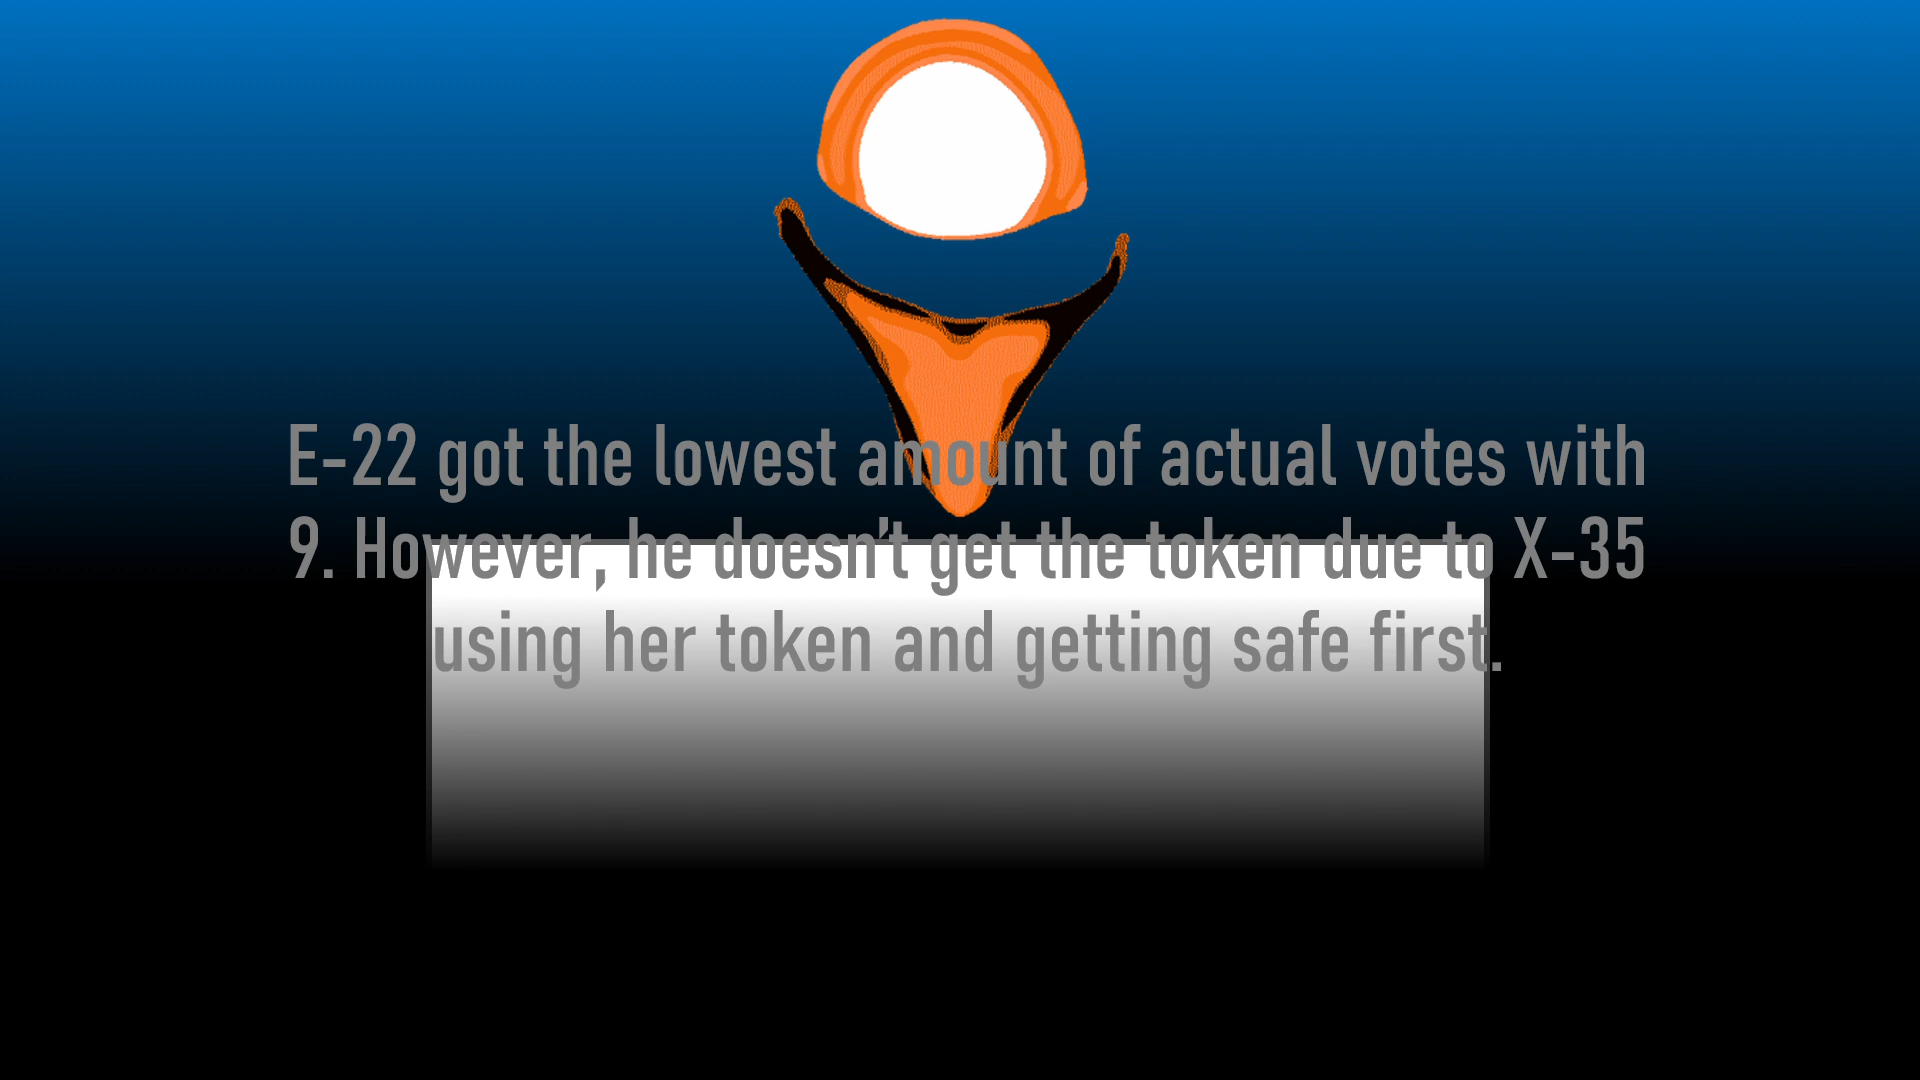 E-22 got the lowest amount of actual votes with
9. However, he doesn’t get the token due to X-35
using her token and getting safe first.